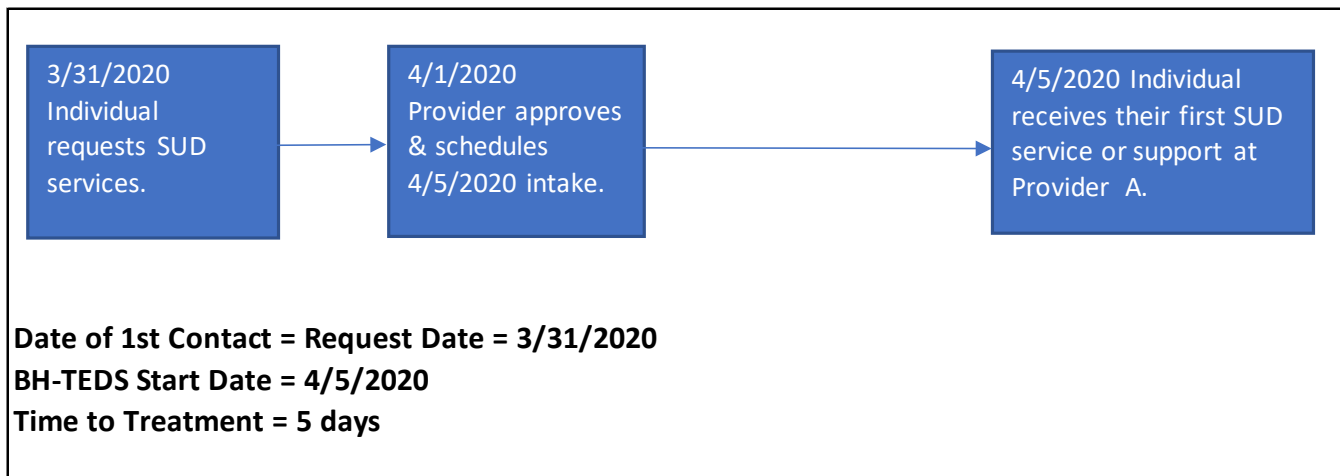 3/31/2020
Individual
requests SUD
services.
4/1/2020
Provider approves
& schedules
4/5/2020 intake.
4/5/2020 Individual
receives their first SUD
service or support at
Provider A.
Date of 1st Contact = Request Date = 3/31/2020
BH-TEDS Start Date = 4/5/2020
Time to Treatment = 5 days